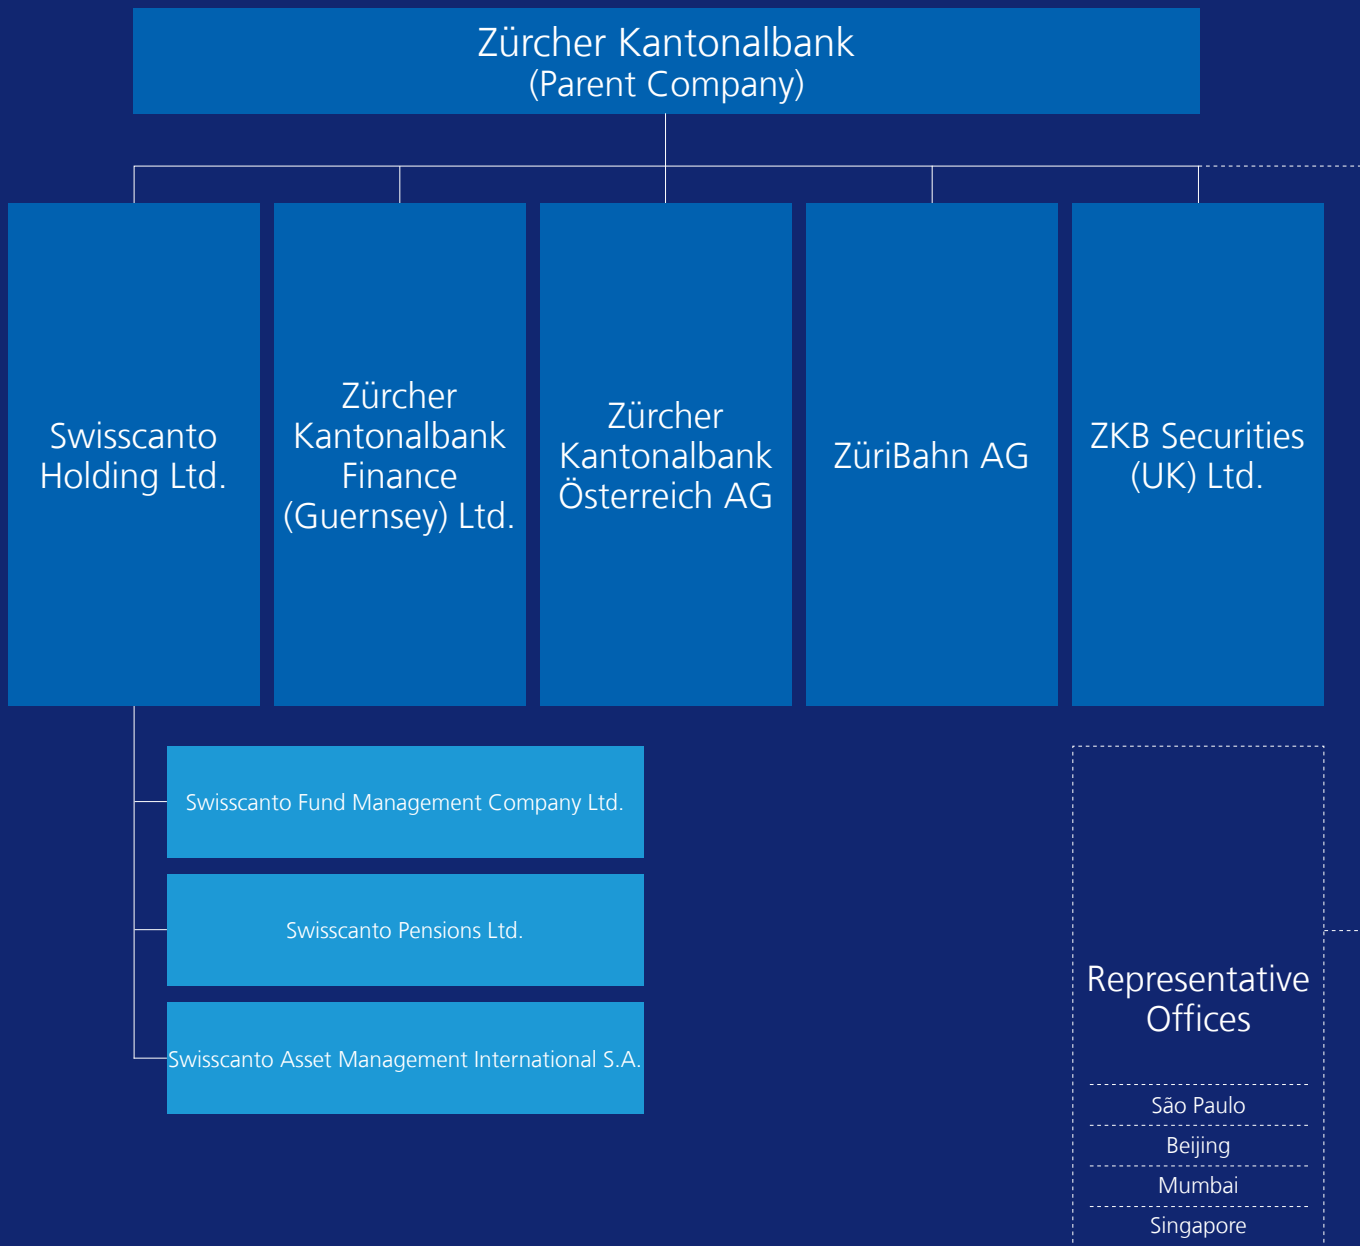 Zürcher Kantonalbank
(Parent Company)
Swisscanto
Holding Ltd.
Zürcher
Kantonalbank
Finance
(Guernsey) Ltd.
Zürcher
Kantonalbank
Österreich AG
ZüriBahn AG
ZKB Securities
(UK) Ltd.
Swisscanto Fund Management Company Ltd.
Swisscanto Pensions Ltd.
Swisscanto Asset Management International S.A.
Representative
Offices
São Paulo
Beijing
Mumbai
Singapore